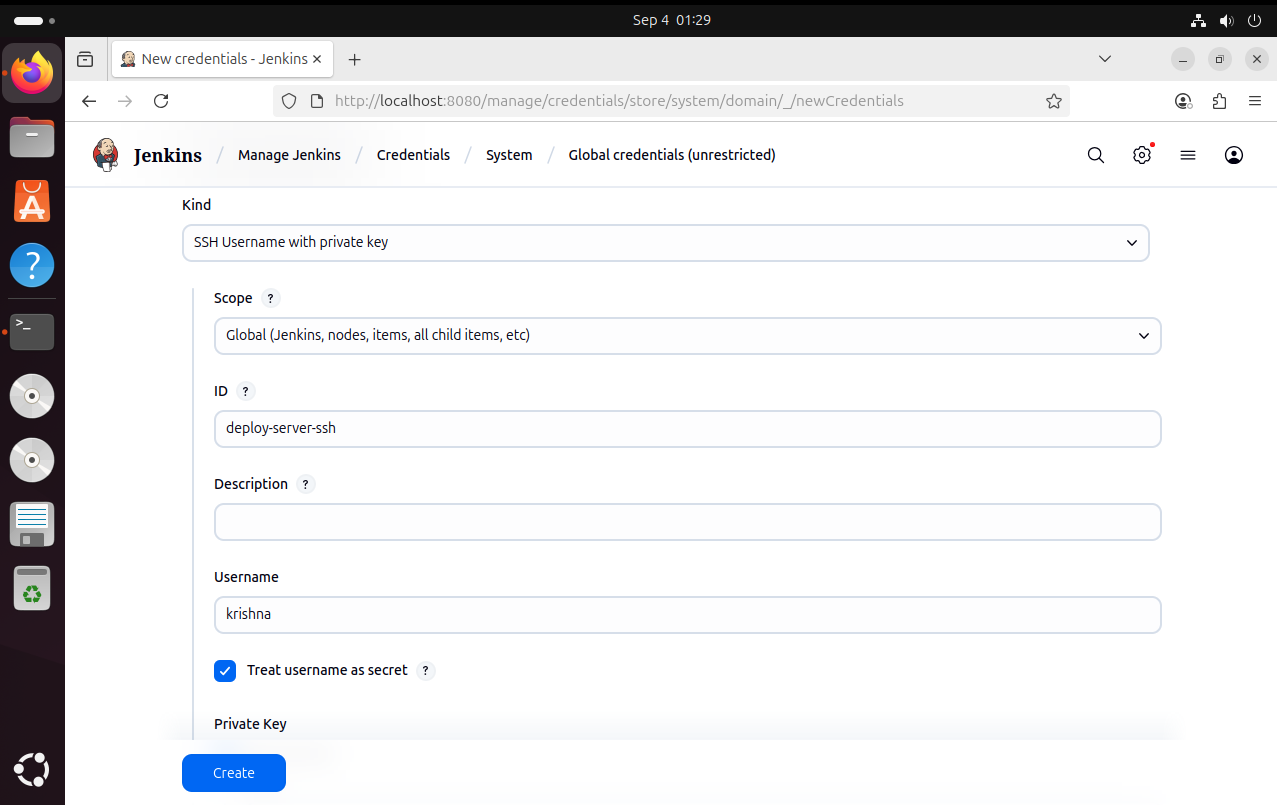 Sep 4 01:29
New credentials - Jenkins
http://localhost:8080/manage/credentials/store/system/domain/_/newCredentials
Jenkins / Manage Jenkins / Credentials / System / Global credentials (unrestricted)
Kind
SSH Username with private key
Scope ?
Global (Jenkins, nodes, items, all child items, etc)
ID ?
deploy-server-ssh
Description ?
Username
krishna
Treat username as secret ?
Private Key
Create